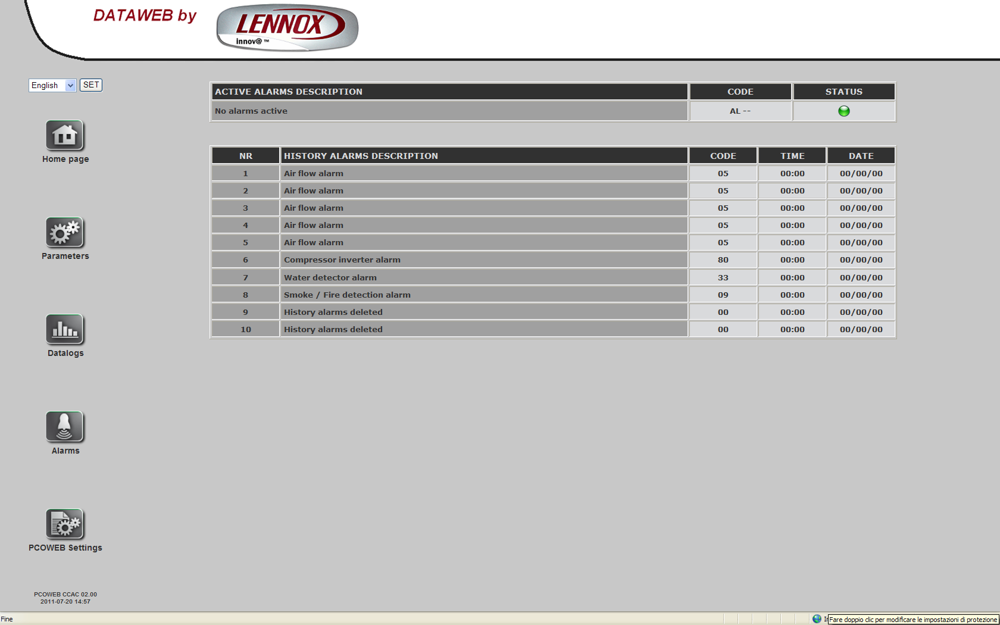 DATAWEB by
LENNOX
innov@ ™
English SET
Home page
Parameters
Datalogs
Alarms
PCOWEB Settings
PCOWEB CCAC 02.00
2011-07-20 14:57
ACTIVE ALARMS DESCRIPTION CODE STATUS
No alarms active AL --
NR HISTORY ALARMS DESCRIPTION CODE TIME DATE
1 Air flow alarm 05 00:00 00/00/00
2 Air flow alarm 05 00:00 00/00/00
3 Air flow alarm 05 00:00 00/00/00
4 Air flow alarm 05 00:00 00/00/00
5 Air flow alarm 05 00:00 00/00/00
6 Compressor inverter alarm 80 00:00 00/00/00
7 Water detector alarm 33 00:00 00/00/00
8 Smoke / Fire detection alarm 09 00:00 00/00/00
9 History alarms deleted 00 00:00 00/00/00
10 History alarms deleted 00 00:00 00/00/00
Fine
Fare doppio clic per modificare le impostazioni di protezione